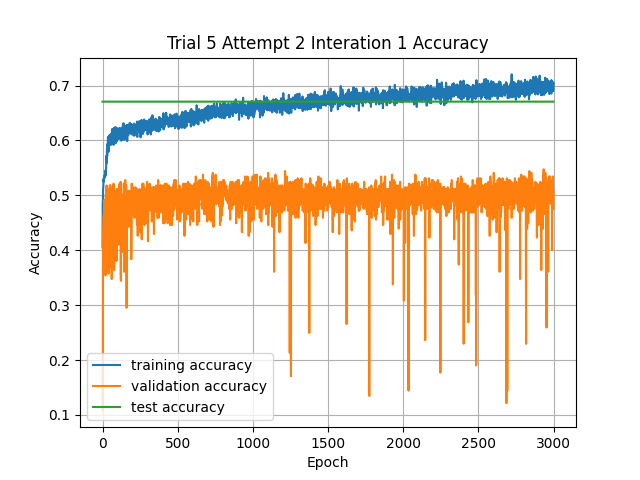 Trial 5 Attempt 2 Interation 1 Accuracy
0.7
0.6
0.5
0.4
0.3
0.2
0.1
Accuracy
training accuracy
validation accuracy
test accuracy
0 500 1000 1500 2000 2500 3000
Epoch